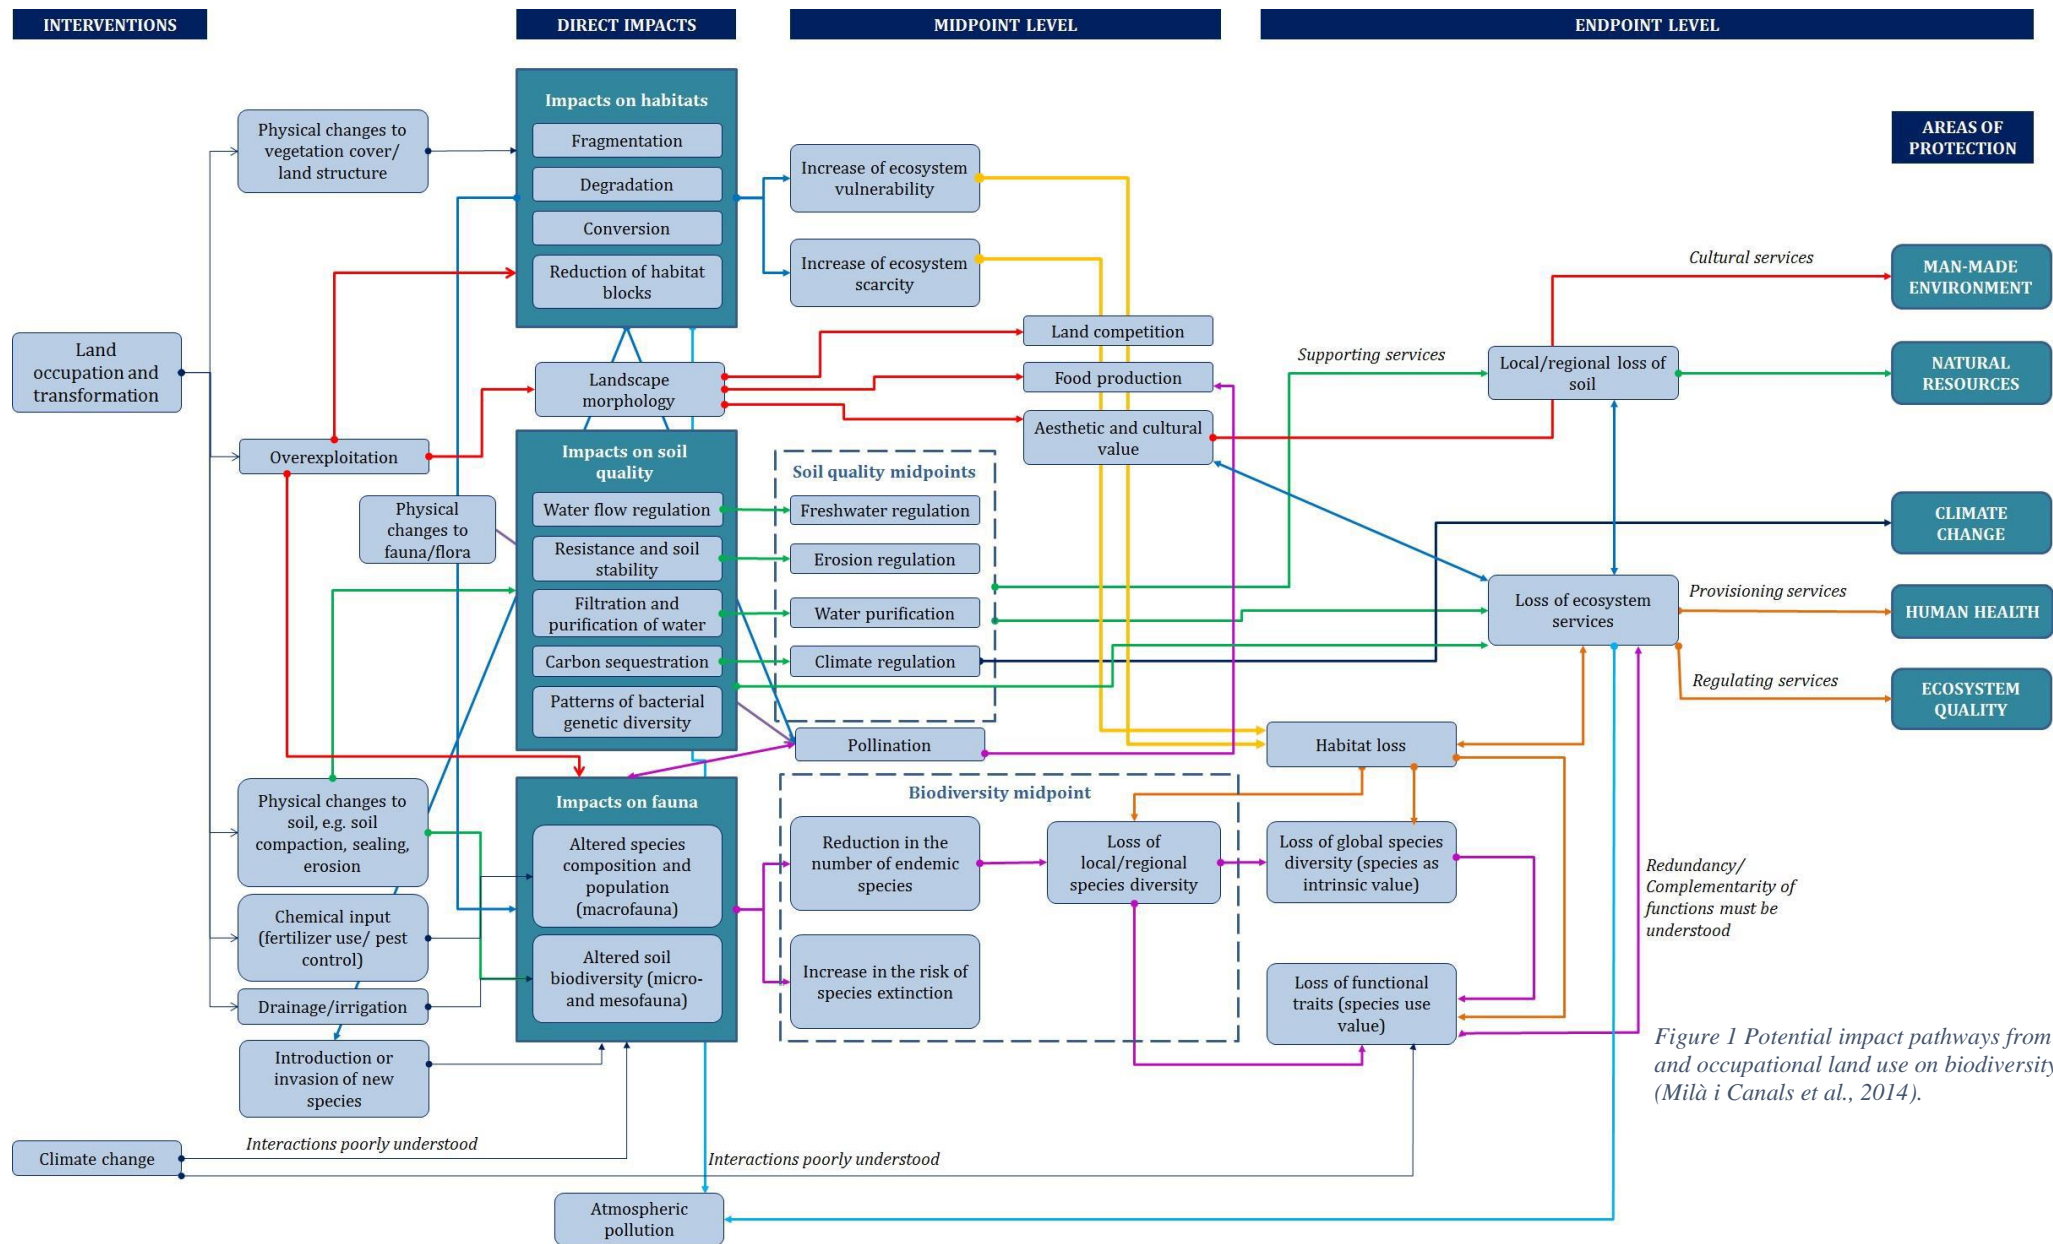 INTERVENTIONS
DIRECT IMPACTS
MIDPOINT LEVEL
ENDPOINT LEVEL
AREAS OF
PROTECTION
Land
occupation and
transformation
Climate change
Physical changes to
vegetation cover/
land structure
Overexploitation
Physical
changes to
fauna/flora
Physical changes to
soil, e.g. soil
compaction, sealing,
erosion
Chemical input
(fertilizer use/ pest
control)
Drainage/irrigation
Introduction or
invasion of new
species
Interactions poorly understood
Interactions poorly understood
Impacts on habitats
Fragmentation
Degradation
Conversion
Reduction of habitat
blocks
Landscape
morphology
Impacts on soil
quality
Water flow regulation
Resistance and soil
stability
Filtration and
purification of water
Carbon sequestration
Patterns of bacterial
genetic diversity
Impacts on fauna
Altered species
composition and
population
(macrofauna)
Altered soil
biodiversity (micro-
and mesofauna)
Atmospheric
pollution
Increase of ecosystem
vulnerability
Increase of ecosystem
scarcity
Land competition
Food production
Aesthetic and cultural
value
Soil quality midpoints
Freshwater regulation
Erosion regulation
Water purification
Climate regulation
Pollination
Biodiversity midpoint
Reduction in the
number of endemic
species
Increase in the risk of
species extinction
Loss of
local/regional
species diversity
Supporting services
Local/regional loss of
soil
Loss of ecosystem
services
Habitat loss
Loss of global species
diversity (species as
intrinsic value)
Loss of functional
traits (species use
value)
Redundancy/
Complementarity of
functions must be
understood
Cultural services
Provisioning services
Regulating services
MAN-MADE
ENVIRONMENT
NATURAL
RESOURCES
CLIMATE
CHANGE
HUMAN HEALTH
ECOSYSTEM
QUALITY
Figure 1 Potential impact pathways from
and occupational land use on biodiversity
(Milà i Canals et al., 2014).